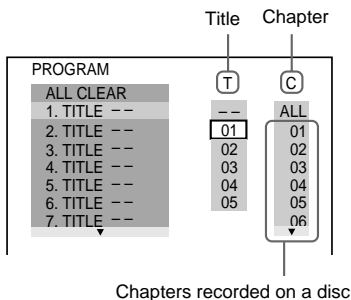 Title Chapter
PROGRAM
T C
ALL CLEAR
1. TITLE – – – – ALL
2. TITLE – – 01 01
3. TITLE – – 02 02
4. TITLE – – 03 03
5. TITLE – – 04 04
6. TITLE – – 05 05
7. TITLE – – 06
Chapters recorded on a disc